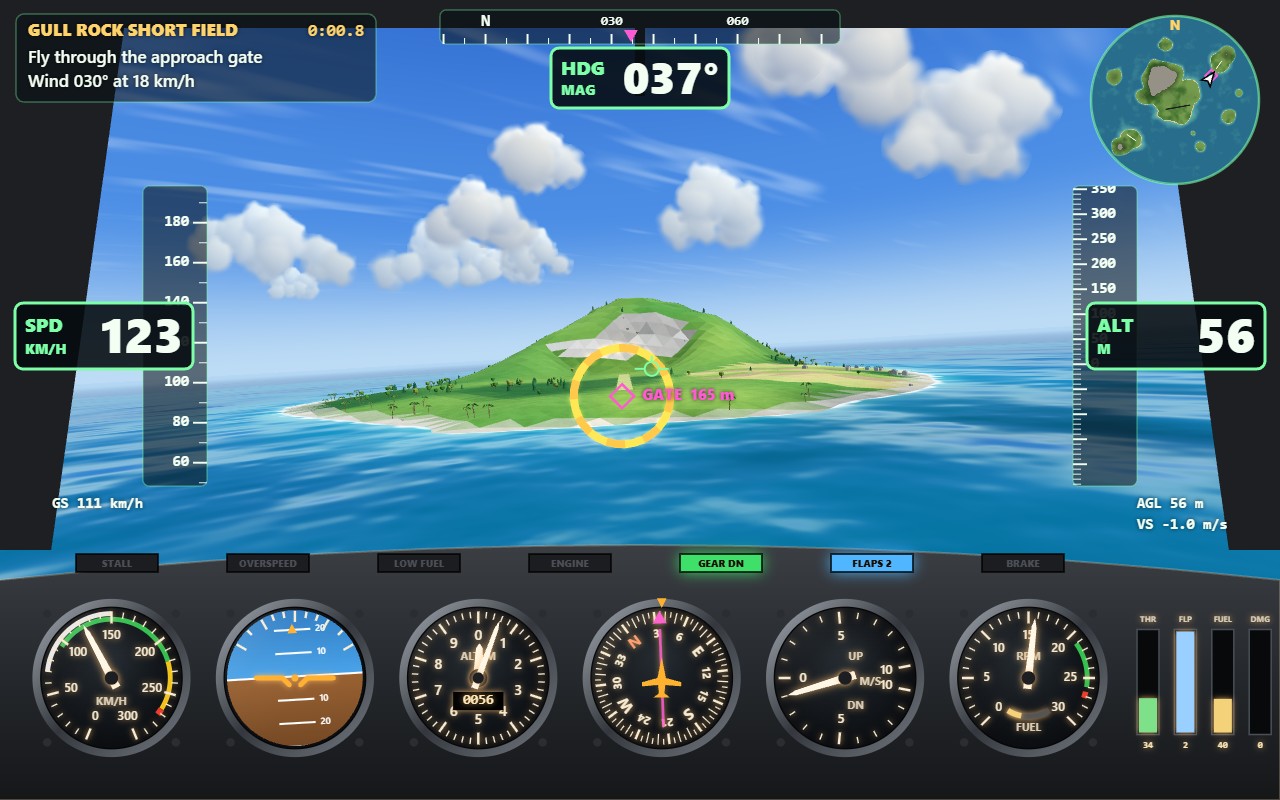 GULL ROCK SHORT FIELD 0:00.8
Fly through the approach gate
Wind 030° at 18 km/h
N 030 060
HDG MAG 037°
N
180
160
140
100
80
60
SPD KM/H 123
350
300
250
200
150
ALT M 56
GATE 165 m
GS 111 km/h
AGL 56 m
VS -1.0 m/s
STALL OVERSPEED LOW FUEL ENGINE GEAR DN FLAPS 2 BRAKE
0 50 100 150 200 250 300
KM/H
20
10
10
20
0 1 2 3 4 5 6 7 8 9
0056
N 3 6 E 12 15 S 21 24 W 30 33
0 5 10 10 5
UP
M/S
DN
0 5 10 15 20 25 30
RPM
FUEL
THR FLP FUEL DMG
34 2 40 0